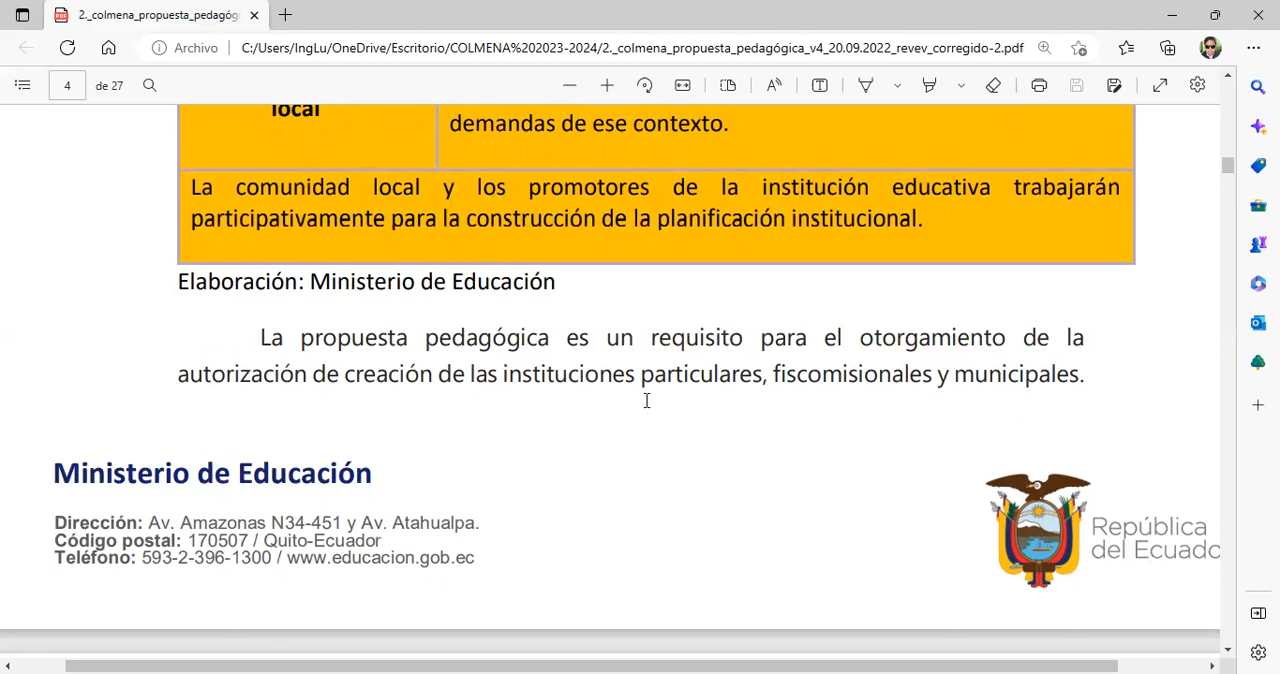 2._colmena_propuesta_pedagóg
Archivo
C:/Users/IngLu/OneDrive/Escritorio/COLMENA%202023-2024/2._colmena_propuesta_pedagógica_v4_20.09.2022_revev_corregido-2.pdf
4 de 27
local
demandas de ese contexto.
La comunidad local y los promotores de la institución educativa trabajarán
participativamente para la construcción de la planificación institucional.
Elaboración: Ministerio de Educación
La propuesta pedagógica es un requisito para el otorgamiento de la
autorización de creación de las instituciones particulares, fiscomisionales y municipales.
Ministerio de Educación
Dirección: Av. Amazonas N34-451 y Av. Atahualpa.
Código postal: 170507 / Quito-Ecuador
Teléfono: 593-2-396-1300 / www.educacion.gob.ec
República
del Ecuado